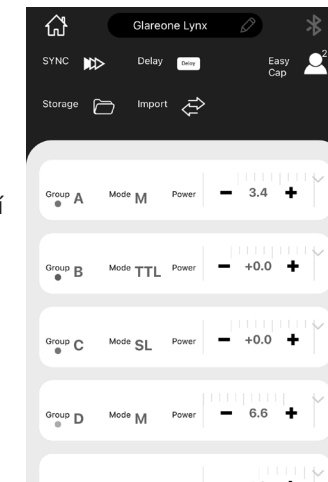 Glareone Lynx
SYNC Delay Delay Easy Cap 2
Storage Import
í
Group A Mode M Power − 3.4 +
Group B Mode TTL Power − +0.0 +
Group C Mode SL Power − +0.0 +
Group D Mode M Power − 6.6 +